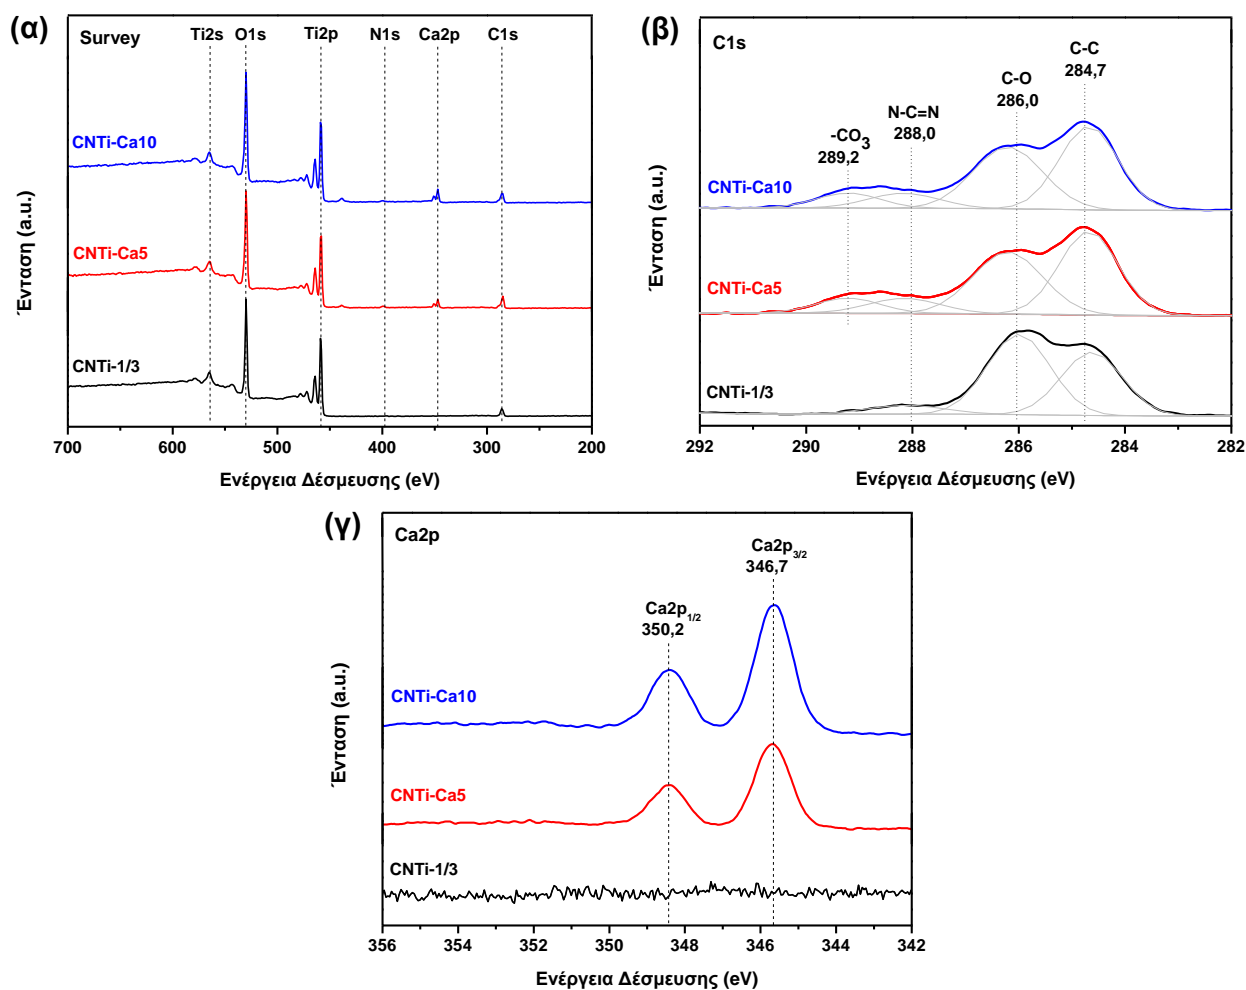 (α)
Survey
Ti2s O1s Ti2p N1s Ca2p C1s
CNTi-Ca10
CNTi-Ca5
CNTi-1/3
Ένταση (a.u.)
700 600 500 400 300 200
Ενέργεια Δέσμευσης (eV)
(β)
C1s
C-C
284,7
C-O
286,0
N-C=N
288,0
-CO3
289,2
CNTi-Ca10
CNTi-Ca5
CNTi-1/3
Ένταση (a.u.)
292 290 288 286 284 282
Ενέργεια Δέσμευσης (eV)
(γ)
Ca2p
Ca2p3/2
346,7
Ca2p1/2
350,2
CNTi-Ca10
CNTi-Ca5
CNTi-1/3
Ένταση (a.u.)
356 354 352 350 348 346 344 342
Ενέργεια Δέσμευσης (eV)